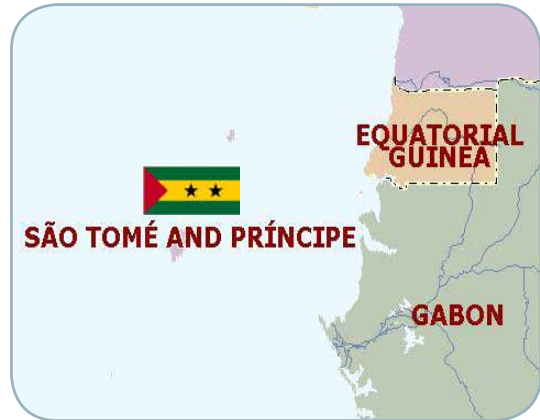 EQUATORIAL
GUINEA
SÃO TOMÉ AND PRÍNCIPE
GABON